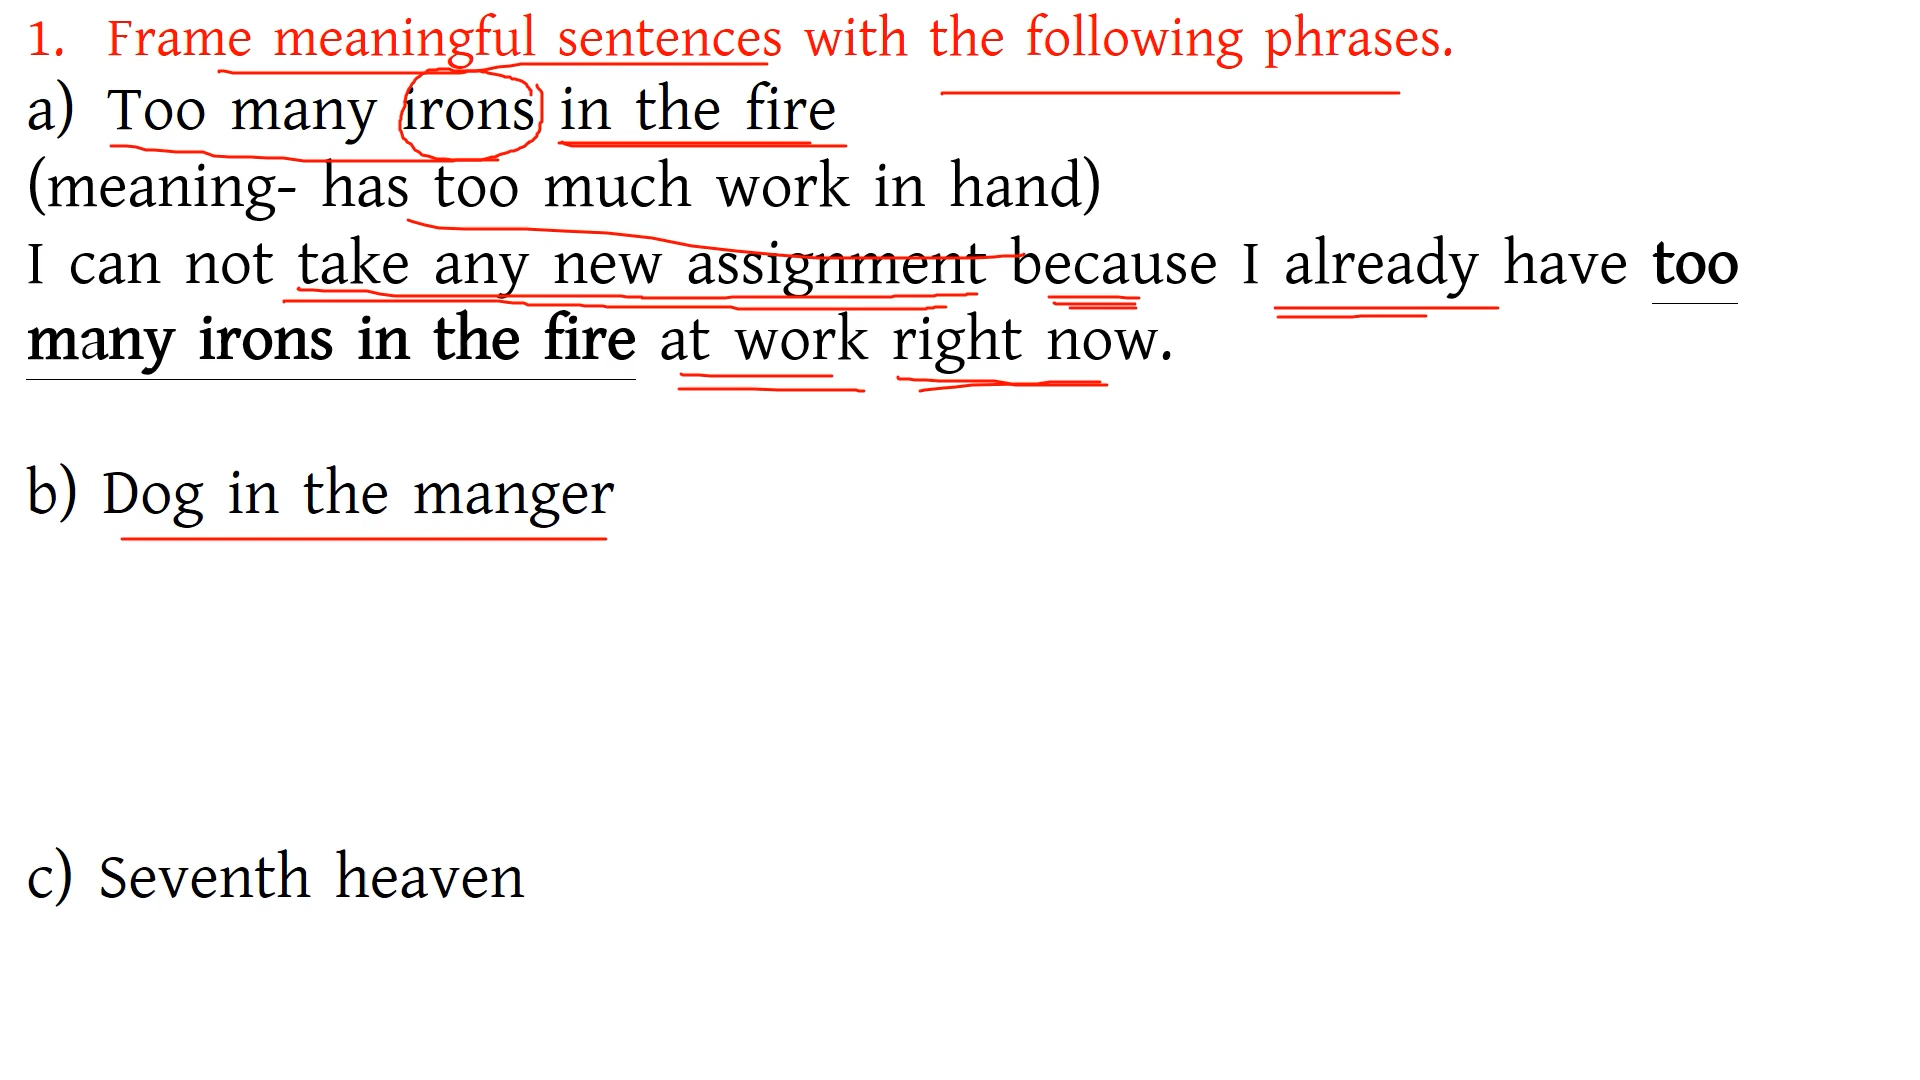 1. Frame meaningful sentences with the following phrases.
a) Too many irons in the fire
(meaning- has too much work in hand)
I can not take any new assignment because I already have too
many irons in the fire at work right now.
b) Dog in the manger
c) Seventh heaven